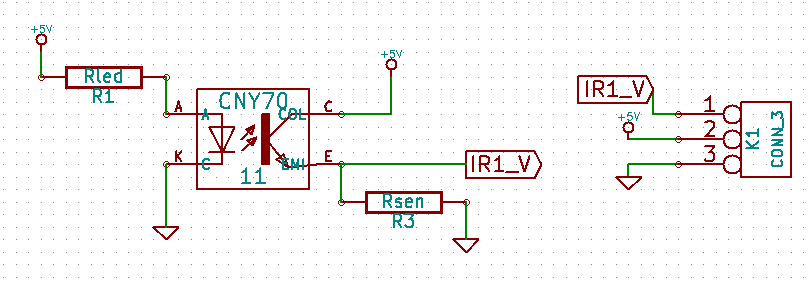 +5V
Rled
R1
A
K
CNY70
A
C
COL
EMI
11
C
E
+5V
IR1_V
Rsen
R3
IR1_V
+5V
1
2
3
K1
CONN_3